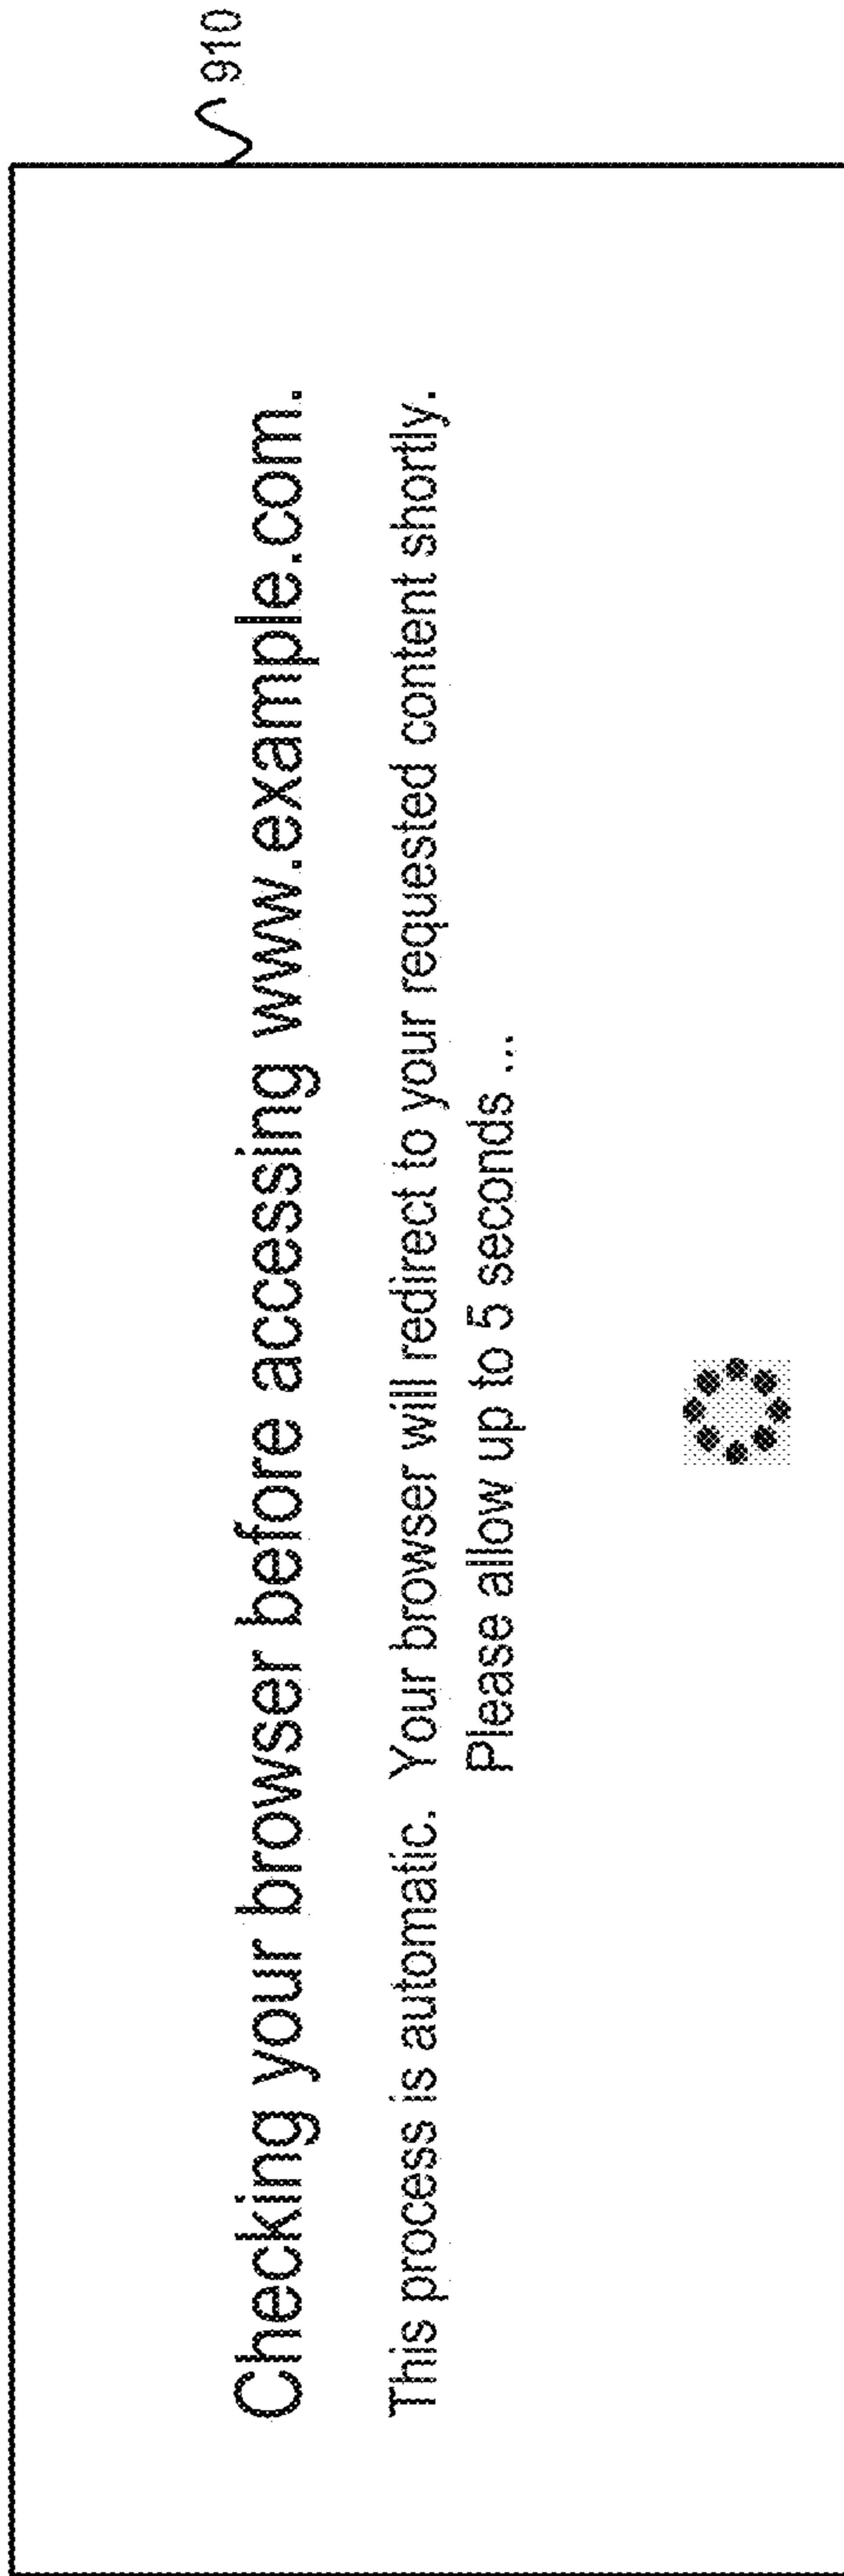 910
Checking your browser before accessing www.example.com.
This process is automatic. Your browser will redirect to your requested content shortly.
Please allow up to 5 seconds ...